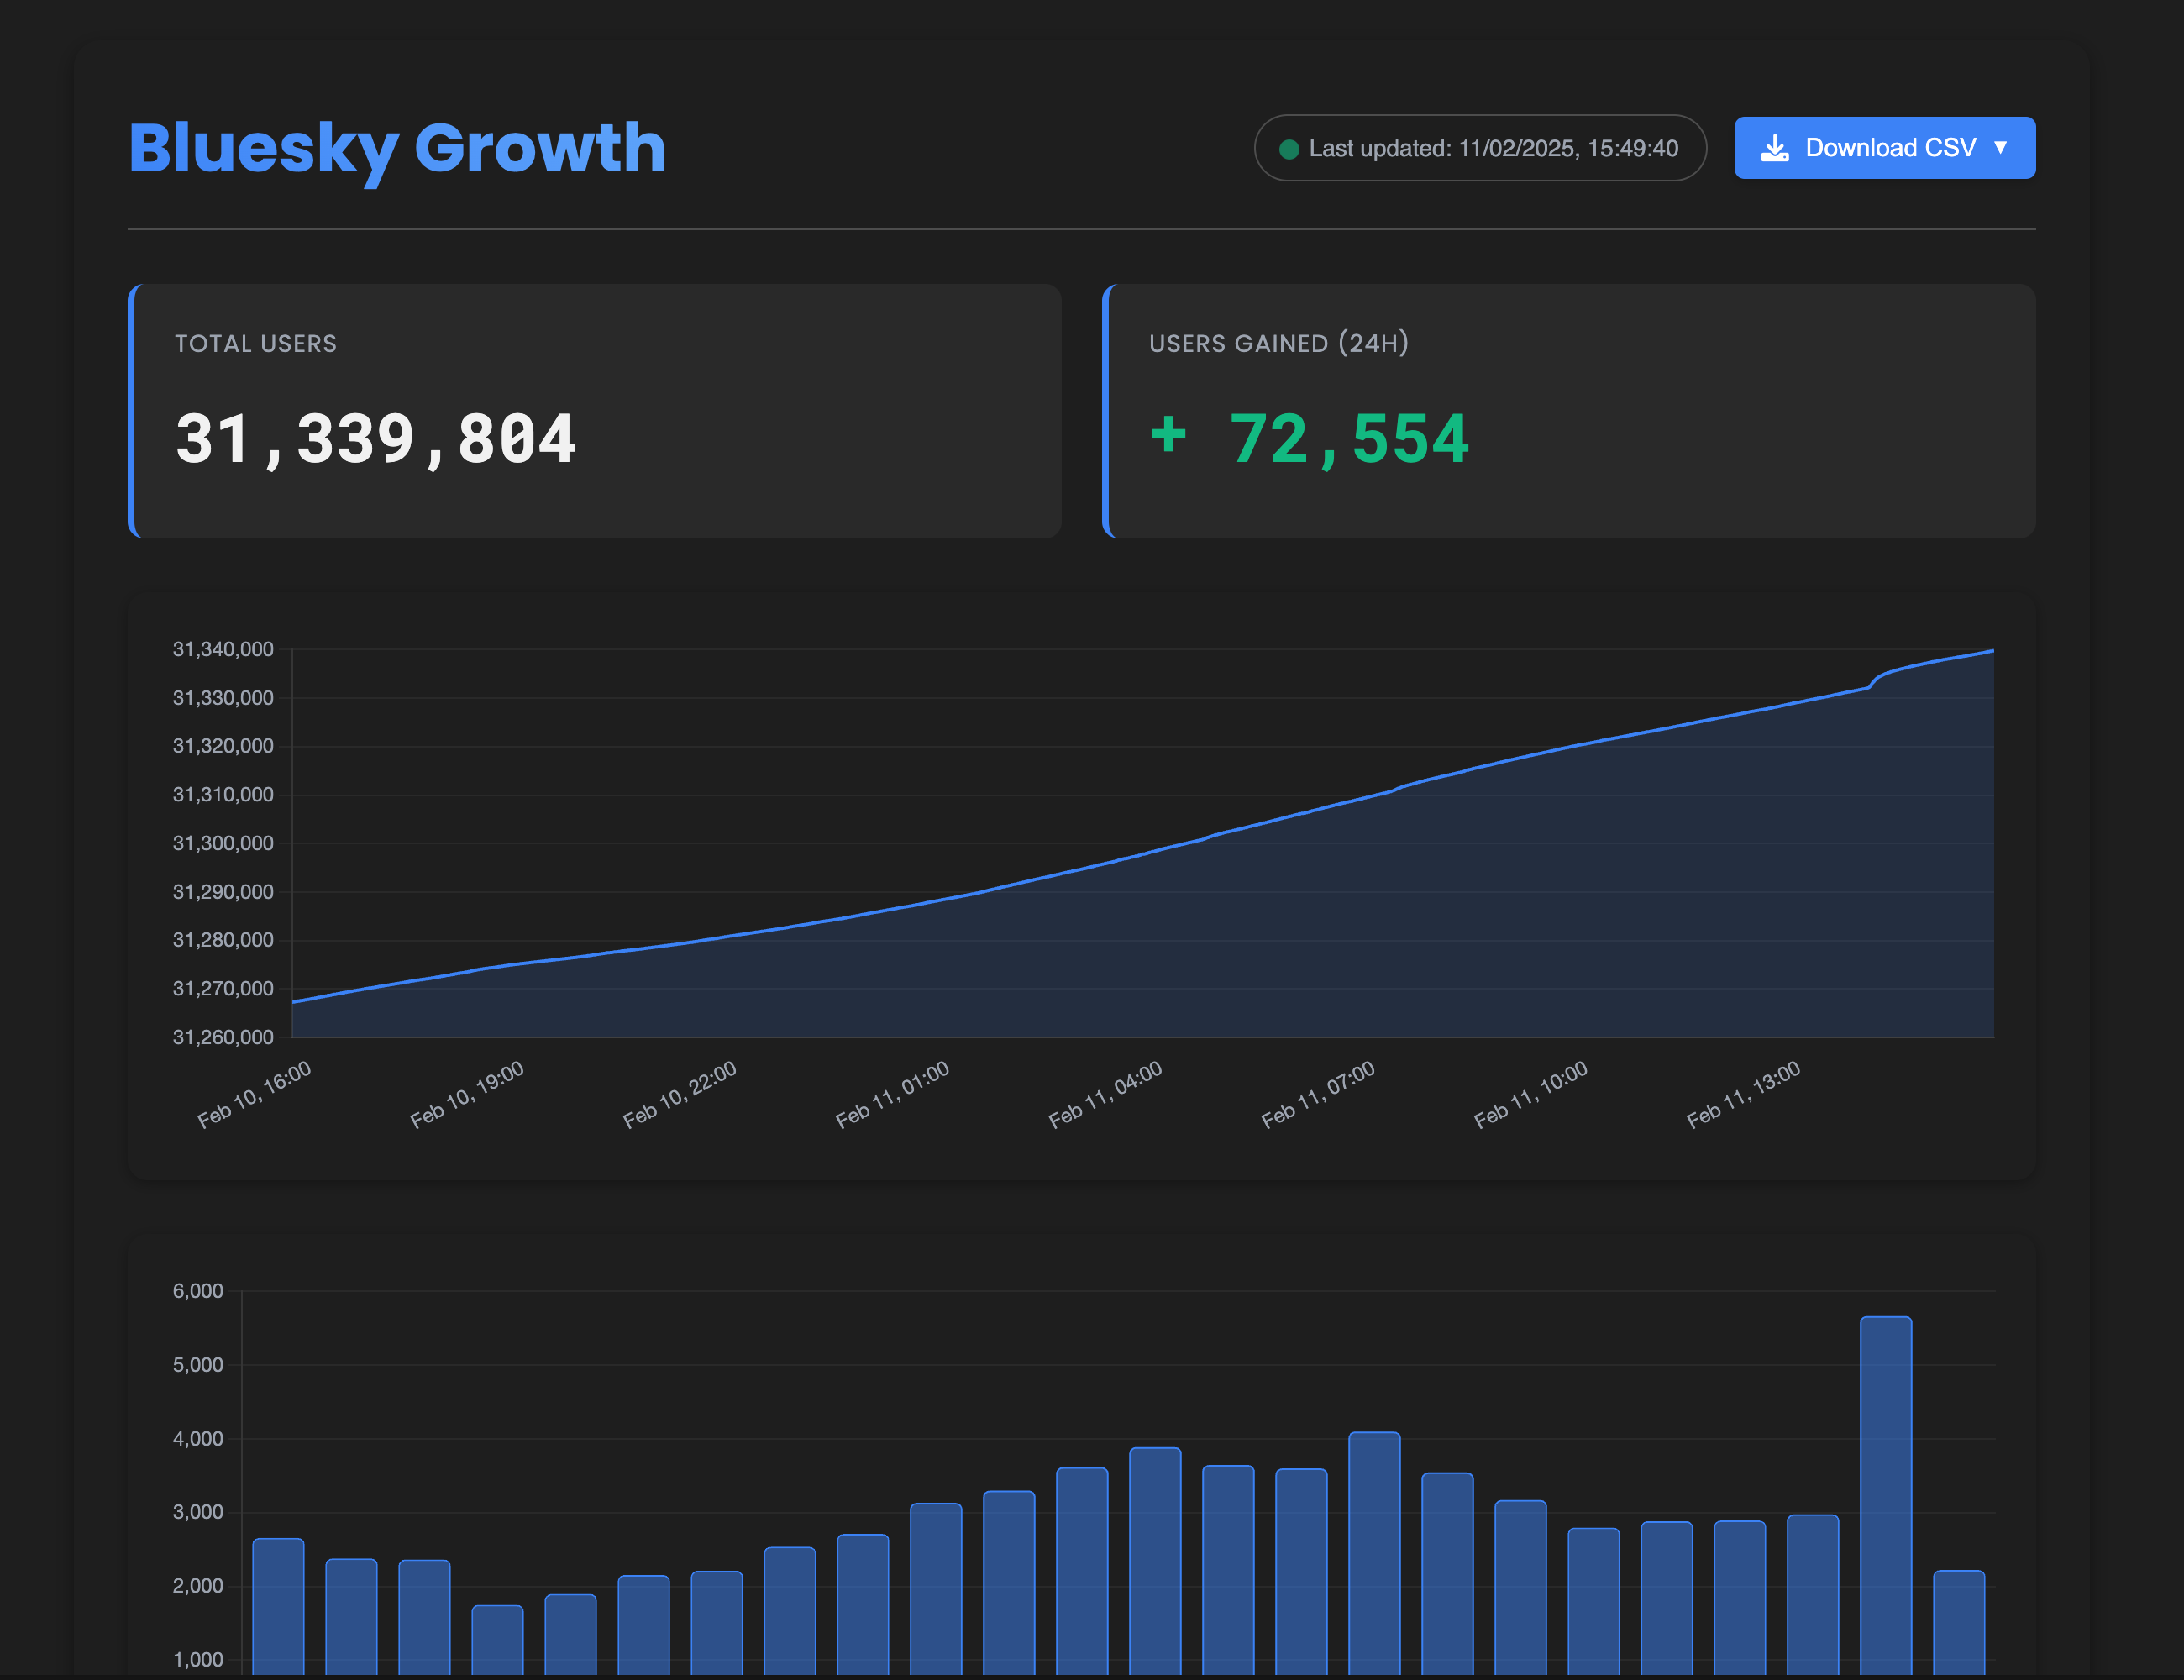 Bluesky Growth
Last updated: 11/02/2025, 15:49:40
Download CSV ▼
TOTAL USERS
31,339,804
USERS GAINED (24H)
+ 72,554
31,340,000
31,330,000
31,320,000
31,310,000
31,300,000
31,290,000
31,280,000
31,270,000
31,260,000
Feb 10, 16:00
Feb 10, 19:00
Feb 10, 22:00
Feb 11, 01:00
Feb 11, 04:00
Feb 11, 07:00
Feb 11, 10:00
Feb 11, 13:00
6,000
5,000
4,000
3,000
2,000
1,000